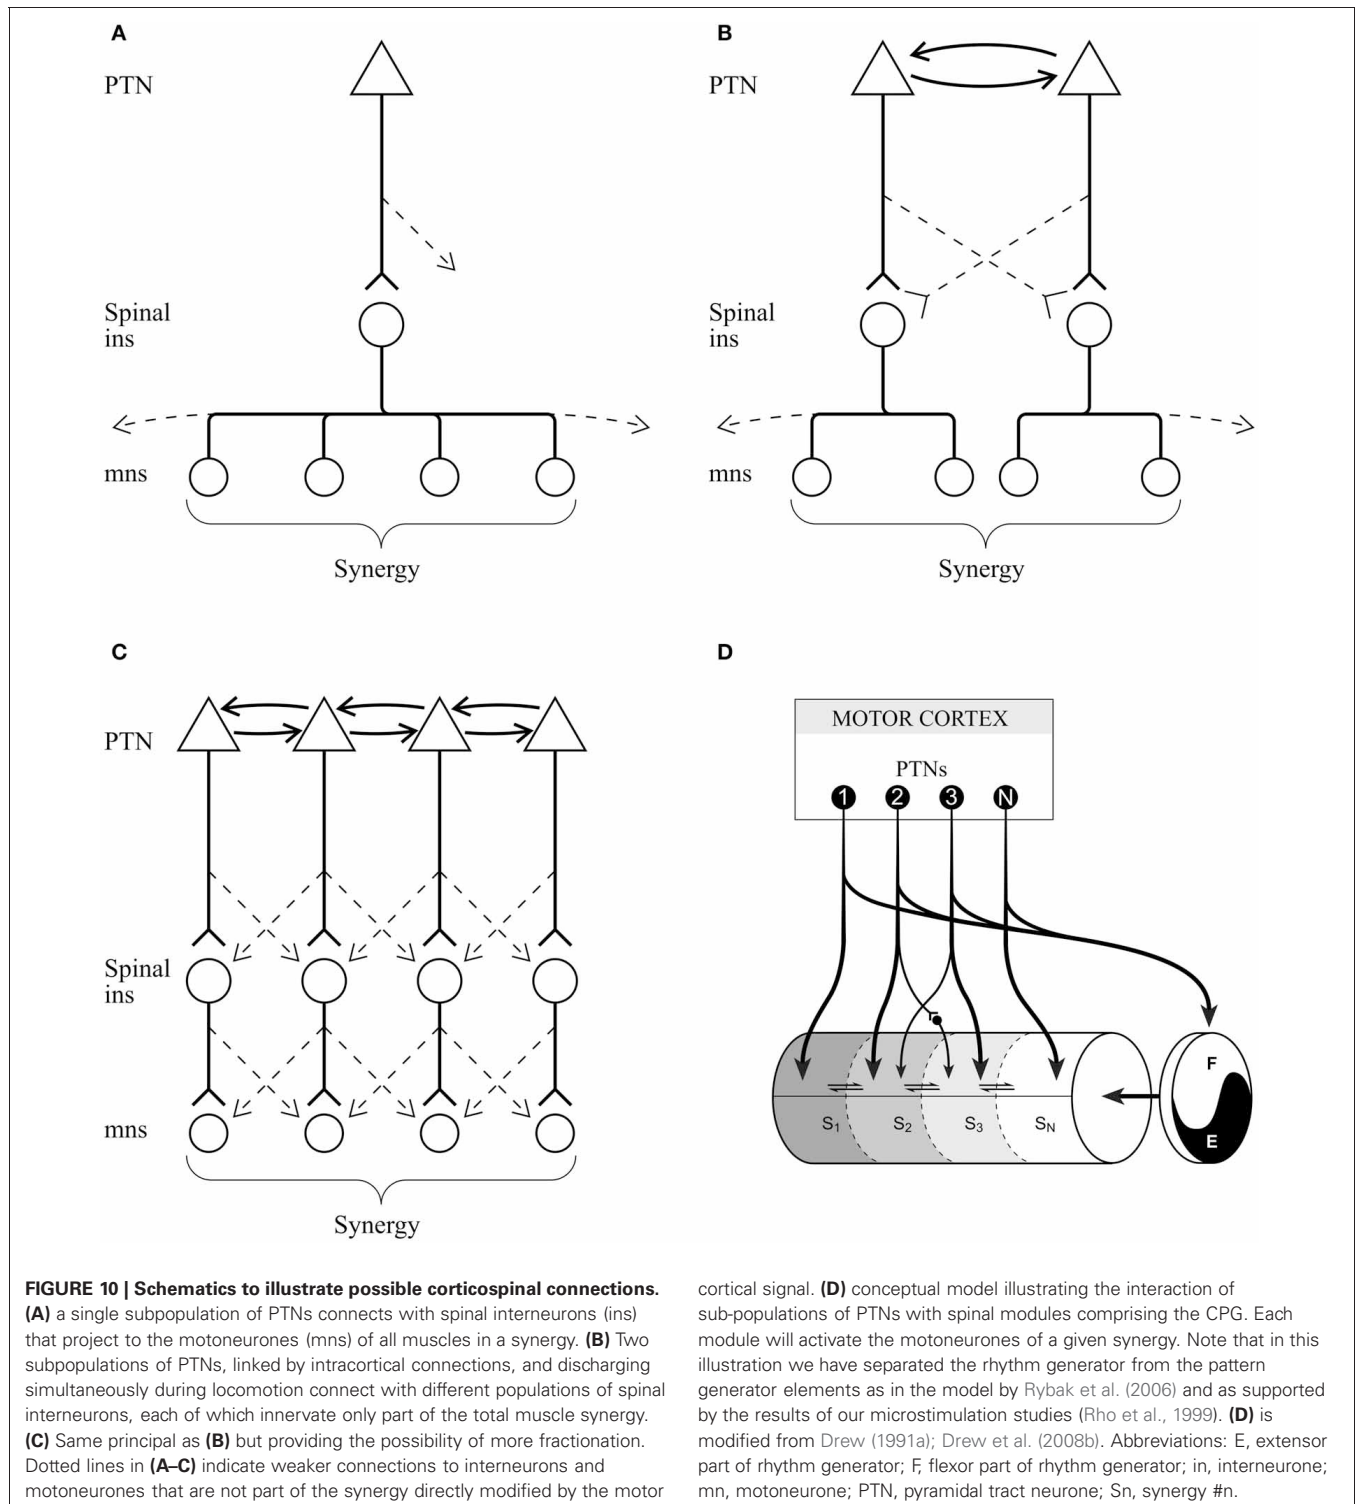 A
PTN
Spinal
ins
mns
Synergy
B
PTN
Spinal
ins
mns
Synergy
C
PTN
Spinal
ins
mns
Synergy
D
MOTOR CORTEX
PTNs
1 2 3 N
S1 S2 S3 SN
F
E
FIGURE 10 | Schematics to illustrate possible corticospinal connections.
(A) a single subpopulation of PTNs connects with spinal interneurons (ins)
that project to the motoneurones (mns) of all muscles in a synergy. (B) Two
subpopulations of PTNs, linked by intracortical connections, and discharging
simultaneously during locomotion connect with different populations of spinal
interneurons, each of which innervate only part of the total muscle synergy.
(C) Same principal as (B) but providing the possibility of more fractionation.
Dotted lines in (A–C) indicate weaker connections to interneurons and
motoneurones that are not part of the synergy directly modified by the motor
cortical signal. (D) conceptual model illustrating the interaction of
sub-populations of PTNs with spinal modules comprising the CPG. Each
module will activate the motoneurones of a given synergy. Note that in this
illustration we have separated the rhythm generator from the pattern
generator elements as in the model by Rybak et al. (2006) and as supported
by the results of our microstimulation studies (Rho et al., 1999). (D) is
modified from Drew (1991a); Drew et al. (2008b). Abbreviations: E, extensor
part of rhythm generator; F, flexor part of rhythm generator; in, interneurone;
mn, motoneurone; PTN, pyramidal tract neurone; Sn, synergy #n.